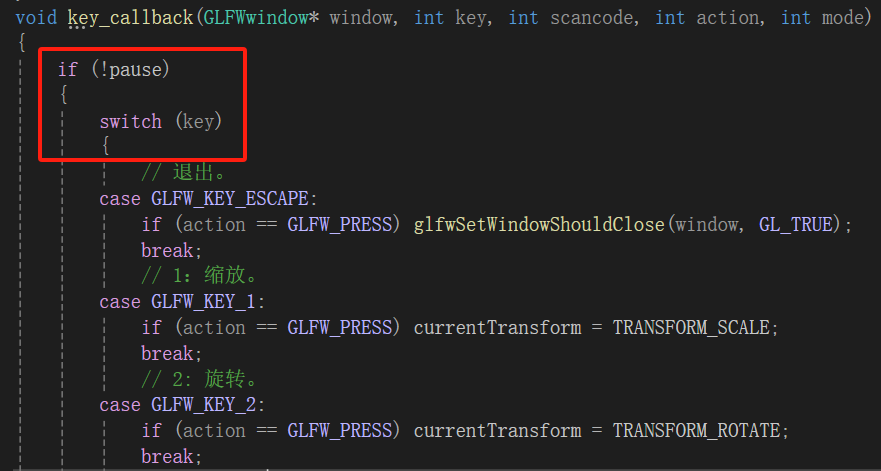 void key_callback(GLFWwindow* window, int key, int scancode, int action, int mode)
{
if (!pause)
{
switch (key)
{
// 退出。
case GLFW_KEY_ESCAPE:
if (action == GLFW_PRESS) glfwSetWindowShouldClose(window, GL_TRUE);
break;
// 1：缩放。
case GLFW_KEY_1:
if (action == GLFW_PRESS) currentTransform = TRANSFORM_SCALE;
break;
// 2: 旋转。
case GLFW_KEY_2:
if (action == GLFW_PRESS) currentTransform = TRANSFORM_ROTATE;
break;